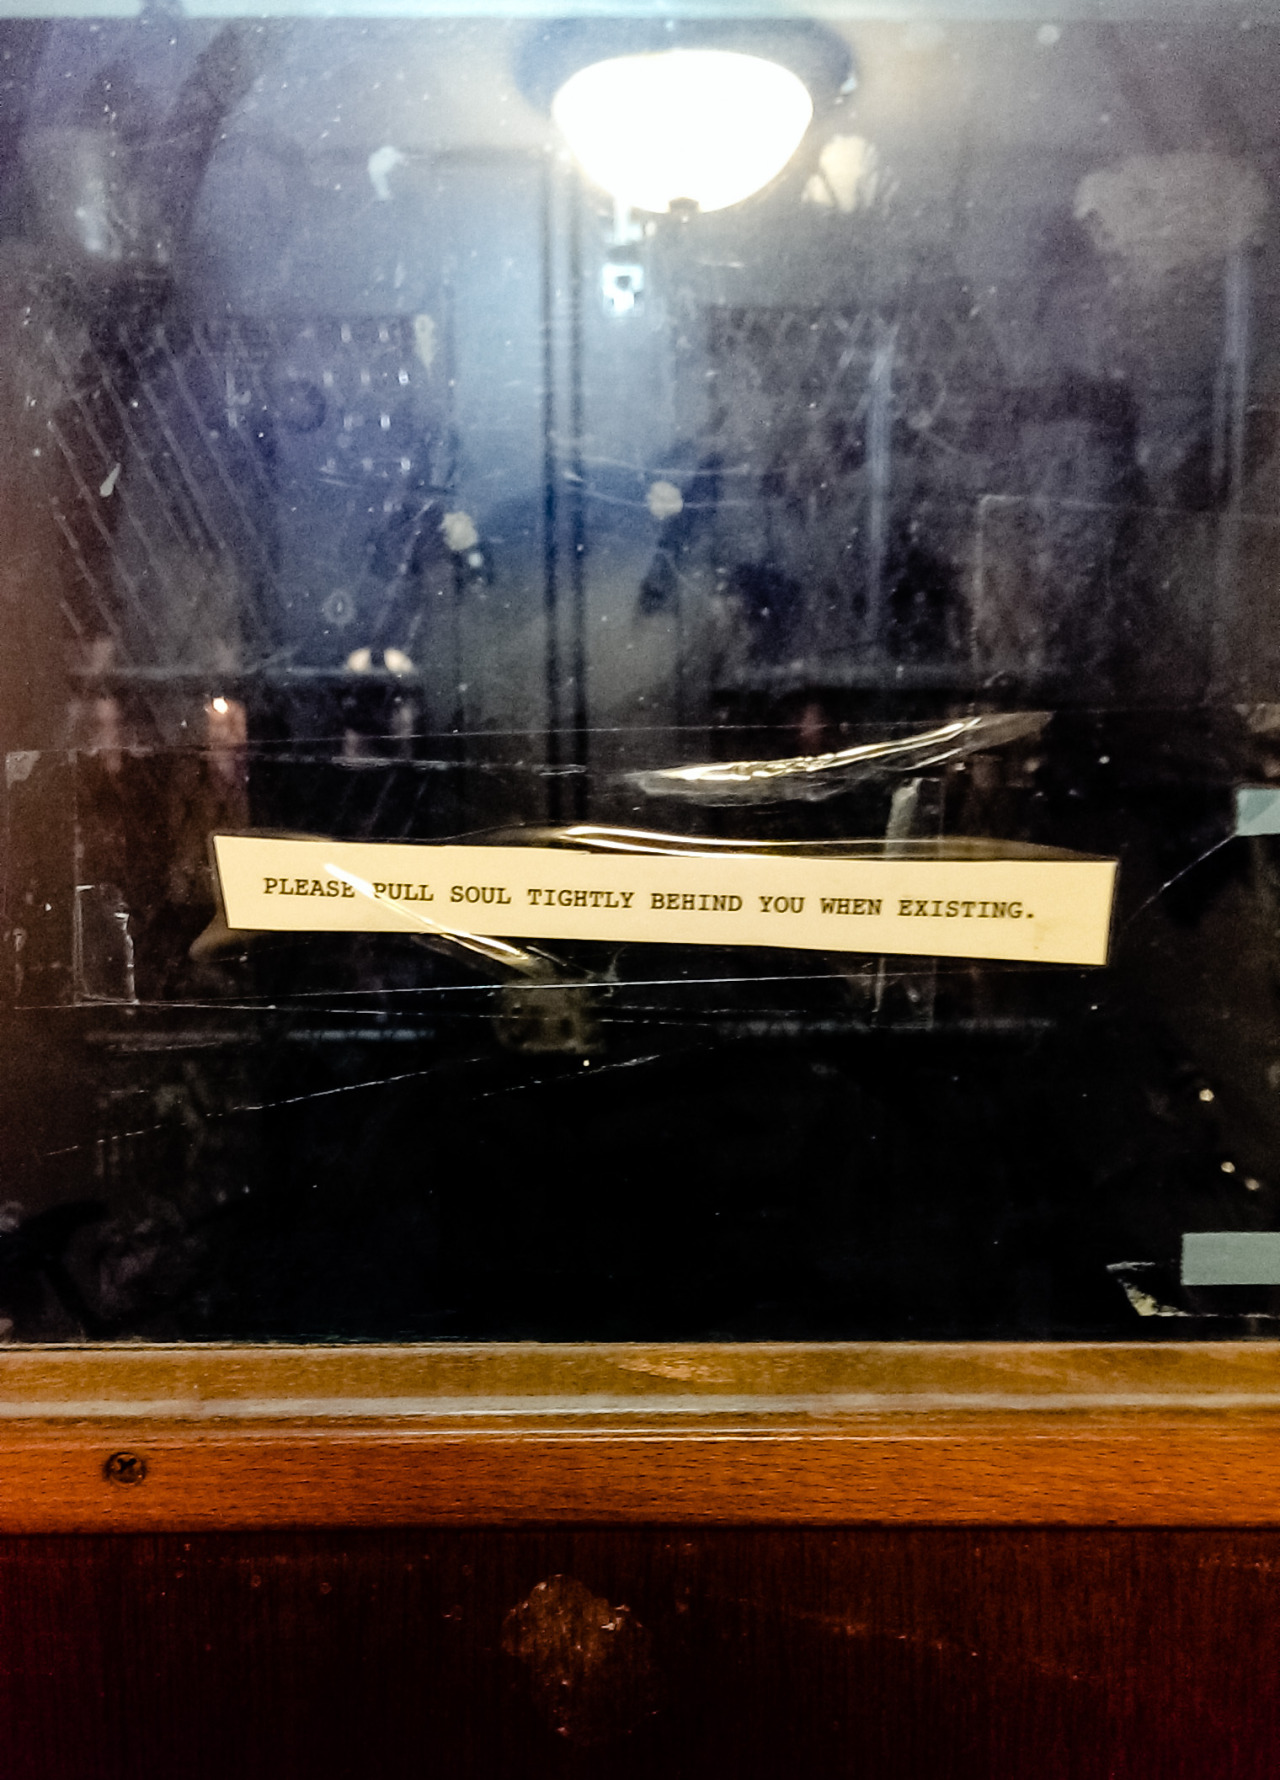 PLEASE PULL SOUL TIGHTLY BEHIND YOU WHEN EXISTING.